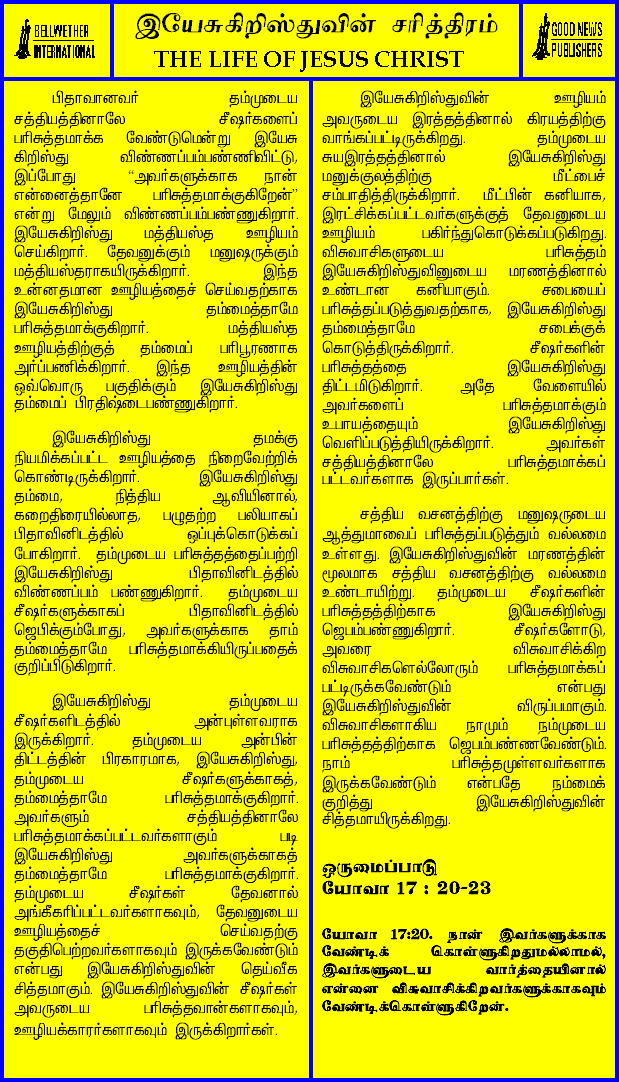 BELLWETHER
INTERNATIONAL
இயேசுகிறிஸ்துவின் சரித்திரம்
THE LIFE OF JESUS CHRIST
GOOD NEWS
PUBLISHERS
பிதாவானவர் தம்முடைய
சத்தியத்தினாலே சீஷர்களைப்
பரிசுத்தமாக்க வேண்டுமென்று இயேசு
கிறிஸ்து விண்ணப்பம்பண்ணிவிட்டு,
இப்போது “அவர்களுக்காக நான்
என்னைத்தானே பரிசுத்தமாக்குகிறேன்”
என்று மேலும் விண்ணப்பம்பண்ணுகிறார்.
இயேசுகிறிஸ்து மத்தியஸ்த ஊழியம்
செய்கிறார். தேவனுக்கும் மனுஷருக்கும்
மத்தியஸ்தராகயிருக்கிறார். இந்த
உன்னதமான ஊழியத்தைச் செய்வதற்காக
இயேசுகிறிஸ்து தம்மைத்தாமே
பரிசுத்தமாக்குகிறார். மத்தியஸ்த
ஊழியத்திற்குத் தம்மைப் பரிபூரணாக
அர்ப்பணிக்கிறார். இந்த ஊழியத்தின்
ஒவ்வொரு பகுதிக்கும் இயேசுகிறிஸ்து
தம்மைப் பிரதிஷ்டைபண்ணுகிறார்.
இயேசுகிறிஸ்து தமக்கு
நியமிக்கப்பட்ட ஊழியத்தை நிறைவேற்றிக்
கொண்டிருக்கிறார். இயேசுகிறிஸ்து
தம்மை, நித்திய ஆவியினால்,
கறைதிரையில்லாத, பழுதற்ற பலியாகப்
பிதாவினிடத்தில் ஒப்புக்கொடுக்கப்
போகிறார். தம்முடைய பரிசுத்தத்தைப்பற்றி
இயேசுகிறிஸ்து பிதாவினிடத்தில்
விண்ணப்பம் பண்ணுகிறார். தம்முடைய
சீஷர்களுக்காகப் பிதாவினிடத்தில்
ஜெபிக்கும்போது, அவர்களுக்காக தாம்
தம்மைத்தாமே பரிசுத்தமாக்கியிருப்பதைக்
குறிப்பிடுகிறார்.
இயேசுகிறிஸ்து தம்முடைய
சீஷர்களிடத்தில் அன்புள்ளவராக
இருக்கிறார். தம்முடைய அன்பின்
திட்டத்தின் பிரகாரமாக, இயேசுகிறிஸ்து,
தம்முடைய சீஷர்களுக்காகத்,
தம்மைத்தாமே பரிசுத்தமாக்குகிறார்.
அவர்களும் சத்தியத்தினாலே
பரிசுத்தமாக்கப்பட்டவர்களாகும் படி
இயேசுகிறிஸ்து அவர்களுக்காகத்
தம்மைத்தாமே பரிசுத்தமாக்குகிறார்.
தம்முடைய சீஷர்கள் தேவனால்
அங்கீகரிப்பட்டவர்களாகவும், தேவனுடைய
ஊழியத்தைச் செய்வதற்கு
தகுதிபெற்றவர்களாகவும் இருக்கவேண்டும்
என்பது இயேசுகிறிஸ்துவின் தெய்வீக
சித்தமாகும். இயேசுகிறிஸ்துவின் சீஷர்கள்
அவருடைய பரிசுத்தவான்களாகவும்,
ஊழியக்காரர்களாகவும் இருக்கிறார்கள்.
இயேசுகிறிஸ்துவின் ஊழியம்
அவருடைய இரத்தத்தினால் கிரயத்திற்கு
வாங்கப்பட்டிருக்கிறது. தம்முடைய
சுயஇரத்தத்தினால் இயேசுகிறிஸ்து
மனுக்குலத்திற்கு மீட்பைச்
சம்பாதித்திருக்கிறார். மீட்பின் கனியாக,
இரட்சிக்கப்பட்டவர்களுக்குத் தேவனுடைய
ஊழியம் பகிர்ந்துகொடுக்கப்படுகிறது.
விசுவாசிகளுடைய பரிசுத்தம்
இயேசுகிறிஸ்துவினுடைய மரணத்தினால்
உண்டான கனியாகும். சபையைப்
பரிசுத்தப்படுத்துவதற்காக, இயேசுகிறிஸ்து
தம்மைத்தாமே சபைக்குக்
கொடுத்திருக்கிறார். சீஷர்களின்
பரிசுத்தத்தை இயேசுகிறிஸ்து
திட்டமிடுகிறார். அதே வேளையில்
அவர்களைப் பரிசுத்தமாக்கும்
உபாயத்தையும் இயேசுகிறிஸ்து
வெளிப்படுத்தியிருக்கிறார். அவர்கள்
சத்தியத்தினாலே பரிசுத்தமாக்கப்
பட்டவர்களாக இருப்பார்கள்.
சத்திய வசனத்திற்கு மனுஷருடைய
ஆத்துமாவைப் பரிசுத்தப்படுத்தும் வல்லமை
உள்ளது. இயேசுகிறிஸ்துவின் மரணத்தின்
மூலமாக சத்திய வசனத்திற்கு வல்லமை
உண்டாயிற்று. தம்முடைய சீஷர்களின்
பரிசுத்தத்திற்காக இயேசுகிறிஸ்து
ஜெபம்பண்ணுகிறார். சீஷர்களோடு,
அவரை விசுவாசிக்கிற
விசுவாசிகளெல்லோரும் பரிசுத்தமாக்கப்
பட்டிருக்கவேண்டும் என்பது
இயேசுகிறிஸ்துவின் விருப்பமாகும்.
விசுவாசிகளாகிய நாமும் நம்முடைய
பரிசுத்தத்திற்காக ஜெபம்பண்ணவேண்டும்.
நாம் பரிசுத்தமுள்ளவர்களாக
இருக்கவேண்டும் என்பதே நம்மைக்
குறித்து இயேசுகிறிஸ்துவின்
சித்தமாயிருக்கிறது.
ஒருமைப்பாடு
யோவா 17 : 20-23
யோவா 17:20. நான் இவர்களுக்காக
வேண்டிக் கொள்ளுகிறதுமல்லாமல்,
இவர்களுடைய வார்த்தையினால்
என்னை விசுவாசிக்கிறவர்களுக்காகவும்
வேண்டிக்கொள்ளுகிறேன்.